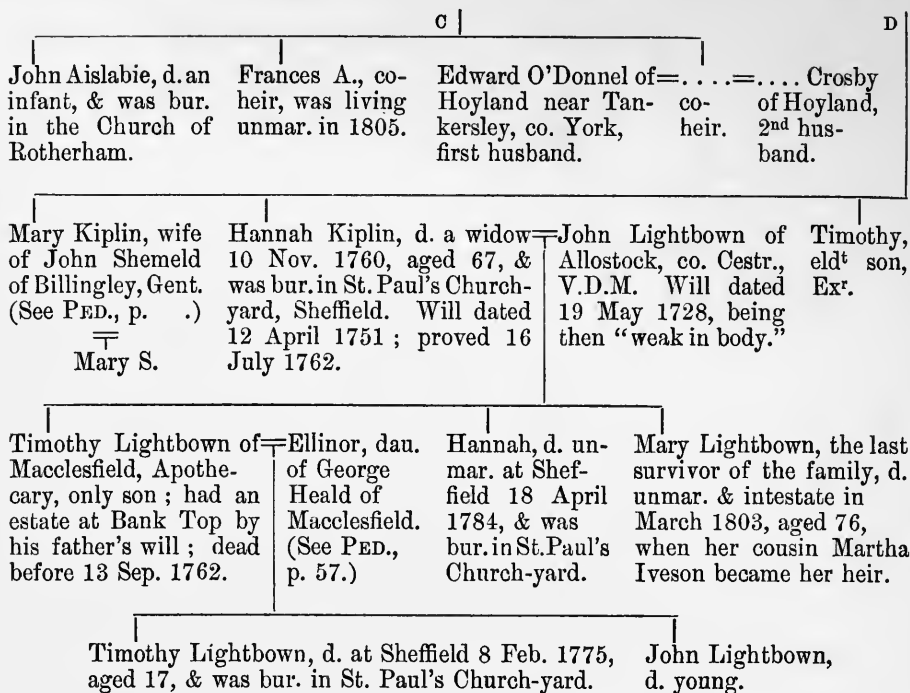 C D
John Aislabie, d. an
infant, & was bur.
in the Church of
Rotherham.
Frances A., co-
heir, was living
unmar. in 1805.
Edward O'Donnel of
Hoyland near Tan-
kersley, co. York,
first husband.
=. . . .=
co-
heir.
. . . . Crosby
of Hoyland,
2nd hus-
band.
Mary Kiplin, wife
of John Shemeld
of Billingley, Gent.
(See PED., p. .)
Mary S.
Hannah Kiplin, d. a widow
10 Nov. 1760, aged 67, &
was bur. in St. Paul's Church-
yard, Sheffield. Will dated
12 April 1751 ; proved 16
July 1762.
=John Lightbown of
Allostock, co. Cestr.,
V.D.M. Will dated
19 May 1728, being
then "weak in body."
Timothy,
eldt son,
Exr.
Timothy Lightbown of
Macclesfield, Apothe-
cary, only son ; had an
estate at Bank Top by
his father's will ; dead
before 13 Sep. 1762.
=Ellinor, dau.
of George
Heald of
Macclesfield.
(See PED.,
p. 57.)
Hannah, d. un-
mar. at Shef-
field 18 April
1784, & was
bur. in St. Paul's
Church-yard.
Mary Lightbown, the last
survivor of the family, d.
unmar. & intestate in
March 1803, aged 76,
when her cousin Martha
Iveson became her heir.
Timothy Lightbown, d. at Sheffield 8 Feb. 1775,
aged 17, & was bur. in St. Paul's Church-yard.
John Lightbown,
d. young.